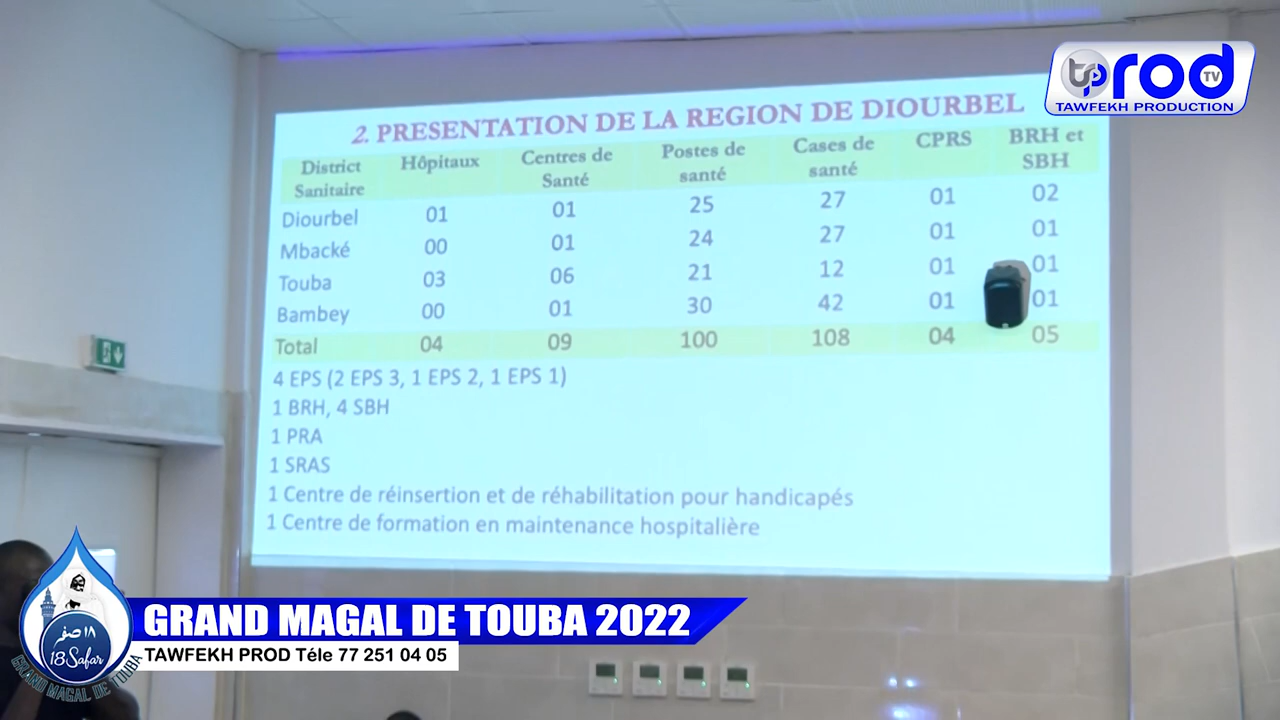 tprod TV
TAWFEKH PRODUCTION
2. PRESENTATION DE LA REGION DE DIOURBEL
District Sanitaire Hôpitaux Centres de Santé Postes de santé Cases de santé CPRS BRH et SBH
Diourbel 01 01 25 27 01 02
Mbacké 00 01 24 27 01 01
Touba 03 06 21 12 01 01
Bambey 00 01 30 42 01 01
Total 04 09 100 108 04 05
4 EPS (2 EPS 3, 1 EPS 2, 1 EPS 1)
1 BRH, 4 SBH
1 PRA
1 SRAS
1 Centre de réinsertion et de réhabilitation pour handicapés
1 Centre de formation en maintenance hospitalière
GRAND MAGAL DE TOUBA 2022
TAWFEKH PROD Téle 77 251 04 05
١٨ صفر
18 Safar
GRAND MAGAL DE TOUBA